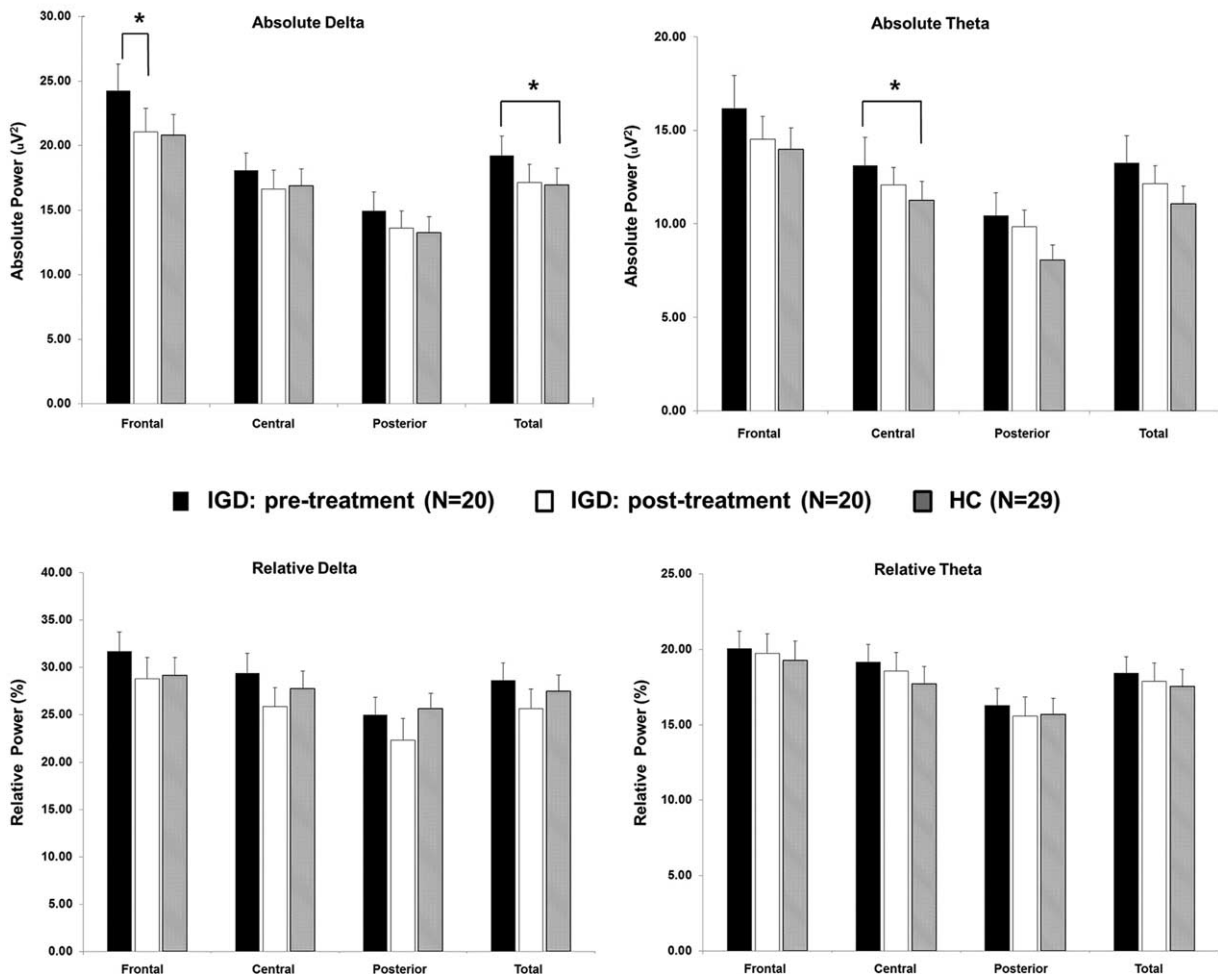 Absolute Delta
Absolute Power (uV²)
30.00
25.00
20.00
15.00
10.00
5.00
0.00
*
*
Frontal Central Posterior Total
Absolute Theta
Absolute Power (uV²)
20.00
15.00
10.00
5.00
0.00
*
Frontal Central Posterior Total
IGD: pre-treatment (N=20) IGD: post-treatment (N=20) HC (N=29)
Relative Delta
Relative Power (%)
40.00
35.00
30.00
25.00
20.00
15.00
10.00
5.00
0.00
Frontal Central Posterior Total
Relative Theta
Relative Power (%)
25.00
20.00
15.00
10.00
5.00
0.00
Frontal Central Posterior Total